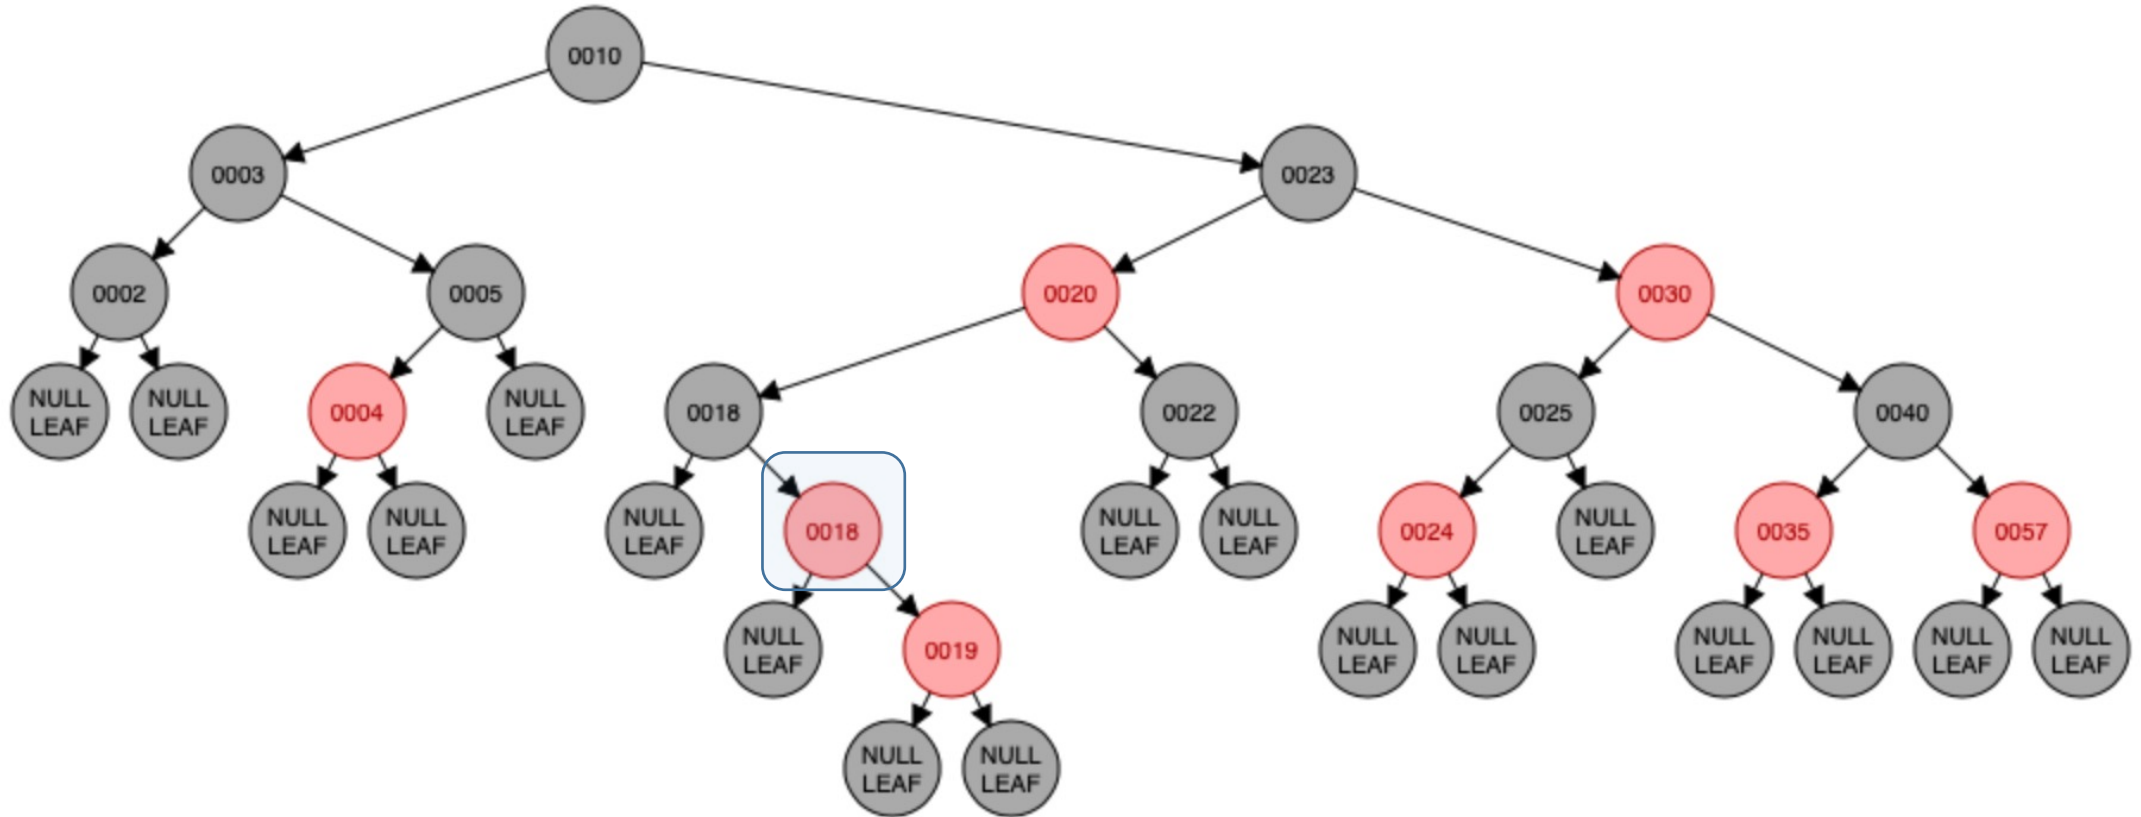 0010
0003
0023
0002
0005
0020
0030
NULL
LEAF
NULL
LEAF
0004
NULL
LEAF
0018
0022
0025
0040
NULL
LEAF
NULL
LEAF
NULL
LEAF
0018
NULL
LEAF
NULL
LEAF
0024
NULL
LEAF
0035
0057
NULL
LEAF
0019
NULL
LEAF
NULL
LEAF
NULL
LEAF
NULL
LEAF
NULL
LEAF
NULL
LEAF
NULL
LEAF
NULL
LEAF